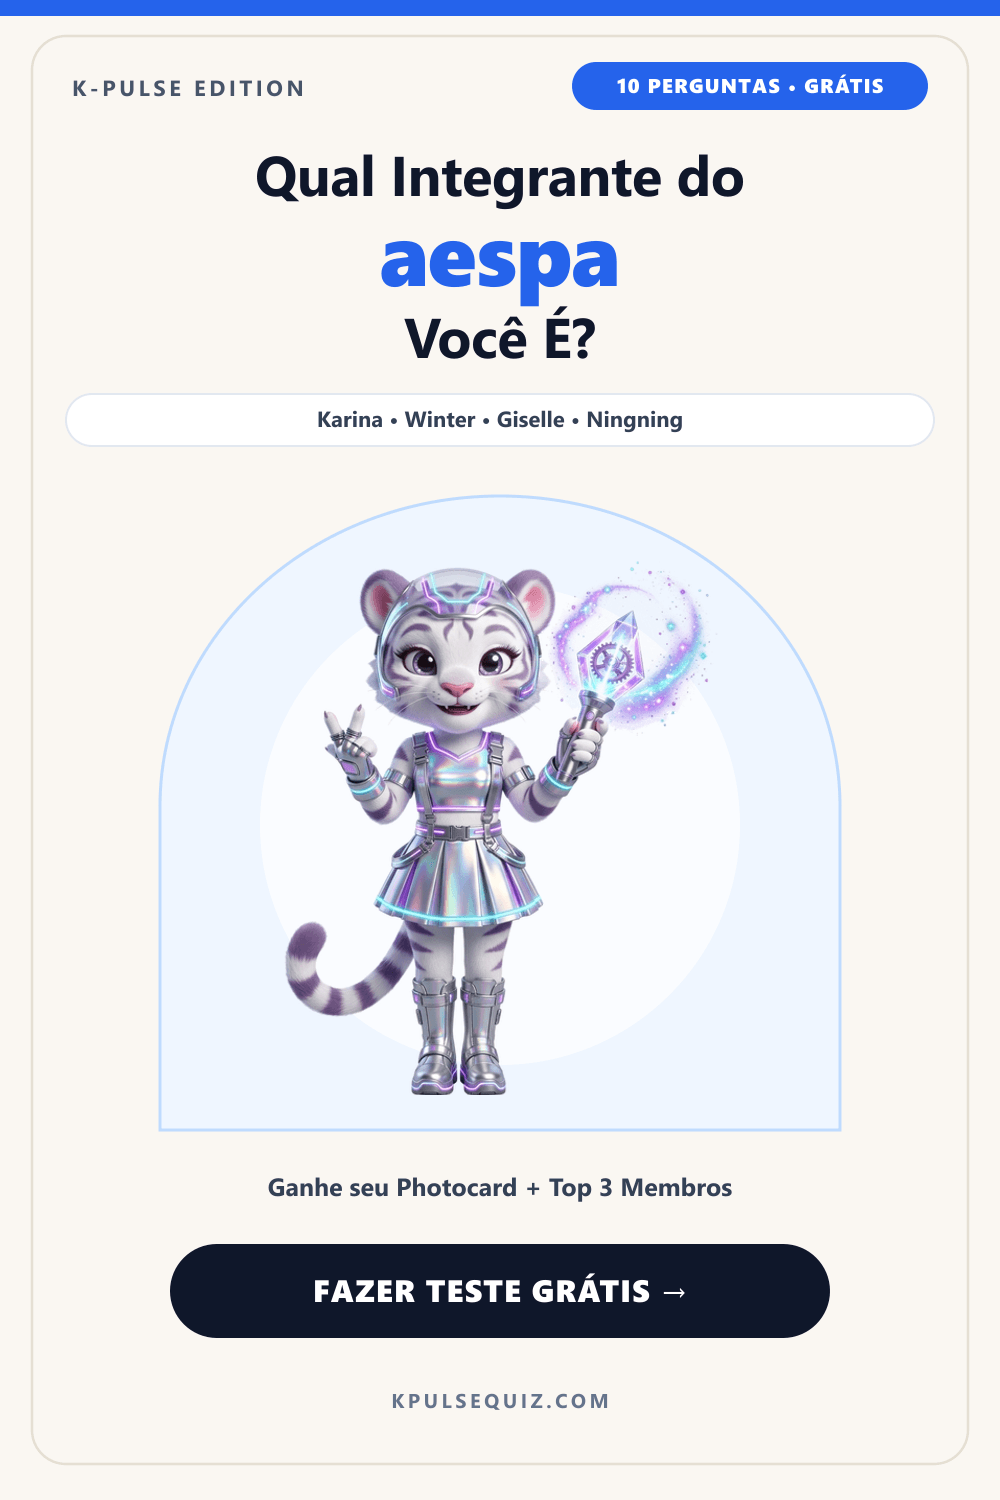 K-PULSE EDITION
10 PERGUNTAS • GRÁTIS
Qual Integrante do
aespa
Você É?
Karina • Winter • Giselle • Ningning
Ganhe seu Photocard + Top 3 Membros
FAZER TESTE GRÁTIS →
KPULSEQUIZ.COM